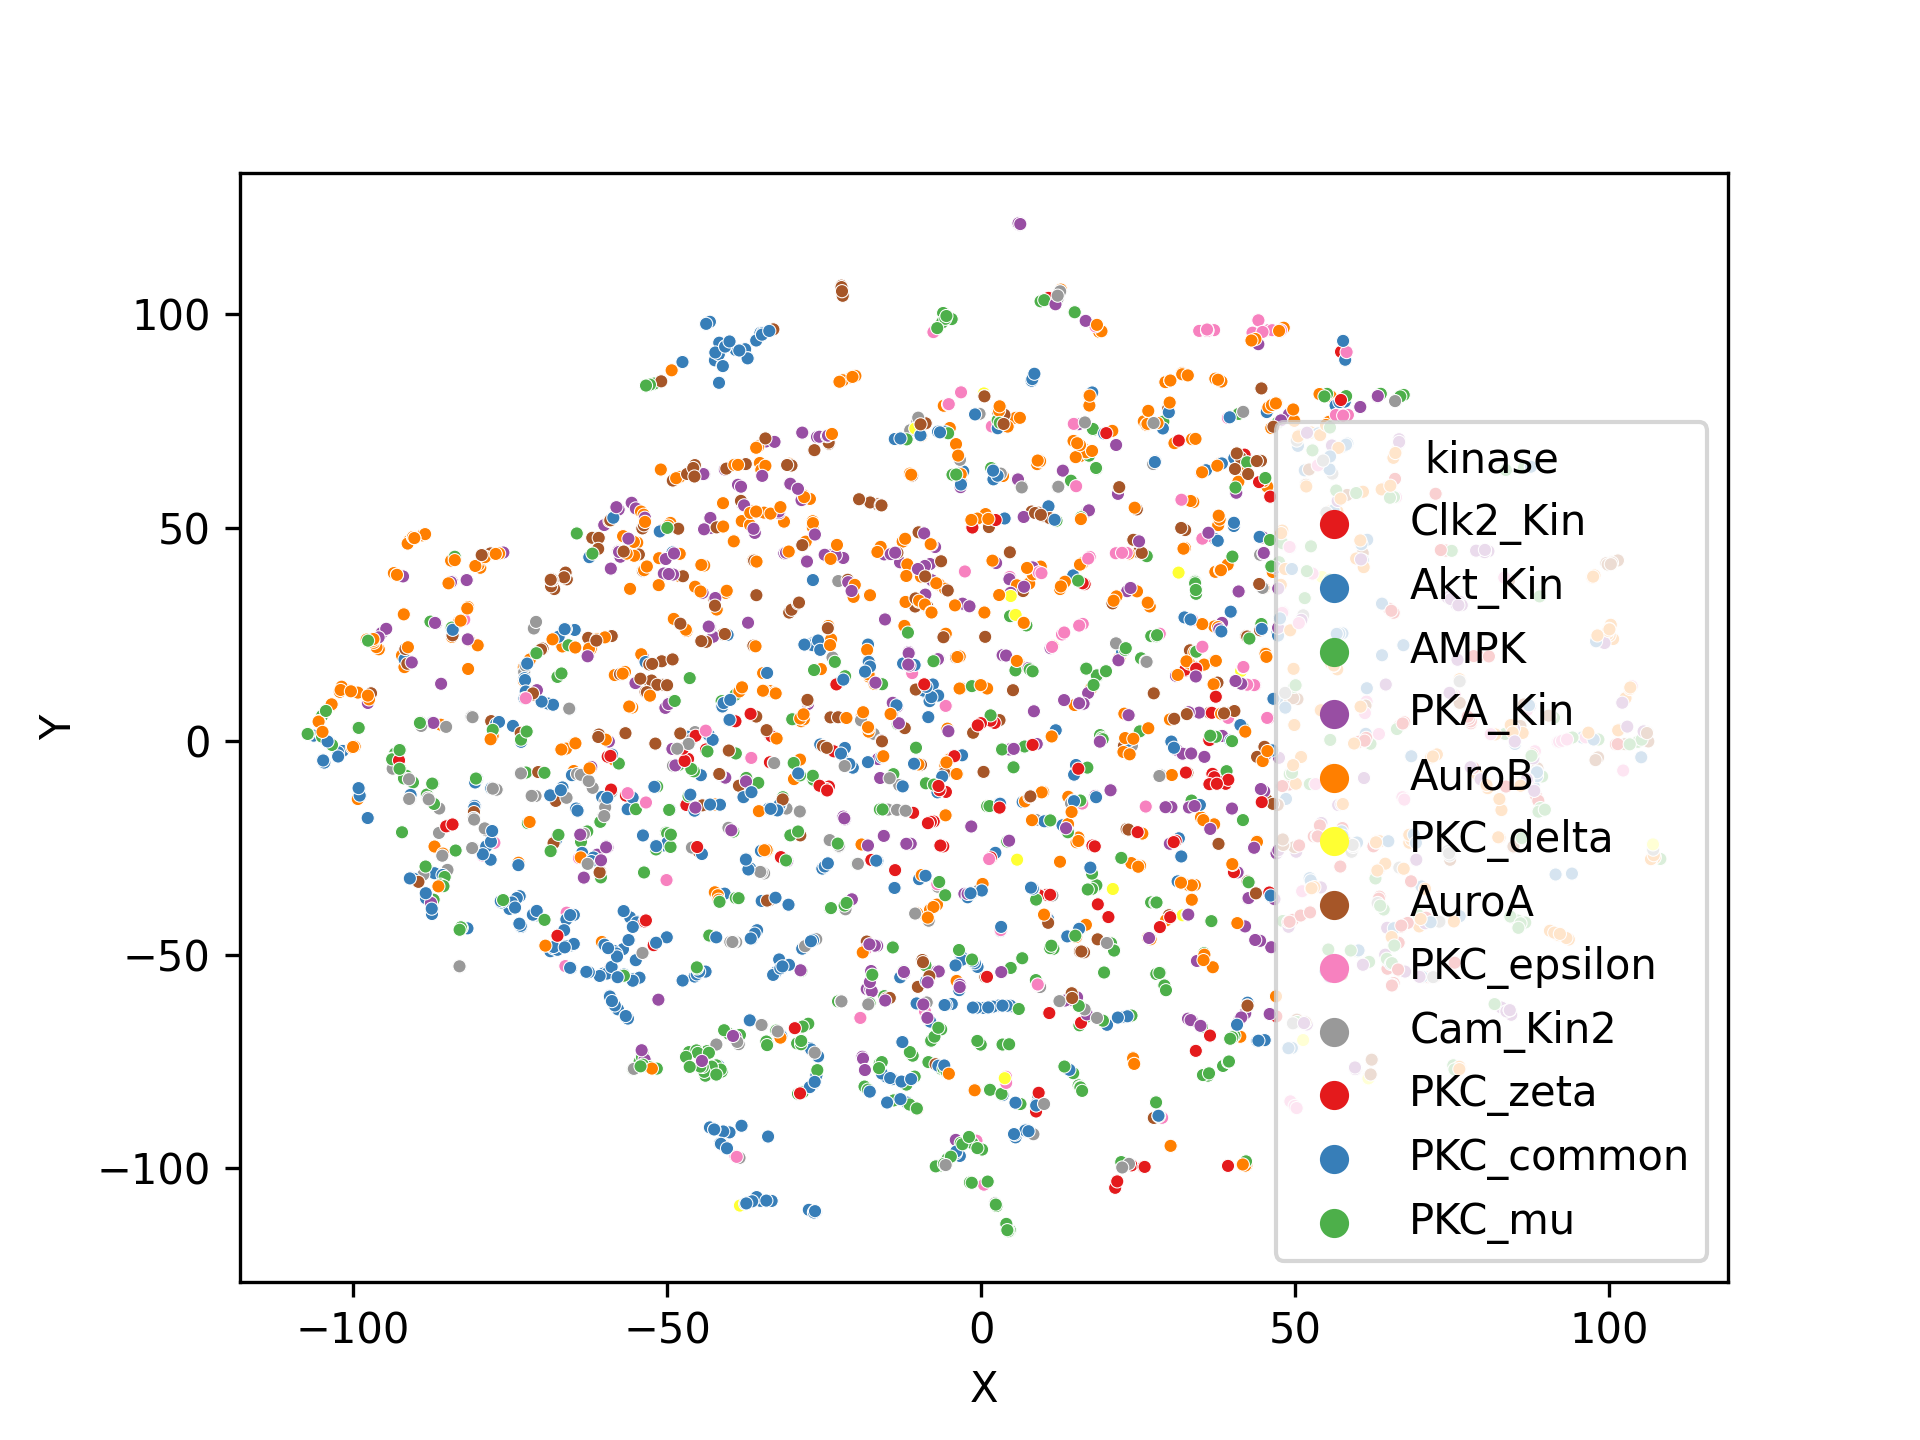 100
50
0
−50
−100
Y
−100
−50
0
50
100
X
kinase
Clk2_Kin
Akt_Kin
AMPK
PKA_Kin
AuroB
PKC_delta
AuroA
PKC_epsilon
Cam_Kin2
PKC_zeta
PKC_common
PKC_mu